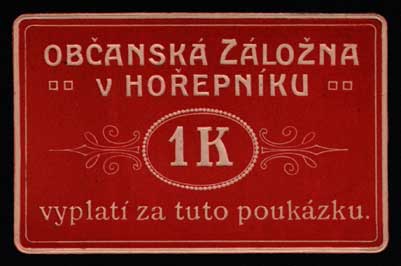 OBČANSKÁ ZÁLOŽNA
V HOŘEPNÍKU
1K
vyplatí za tuto poukázku.